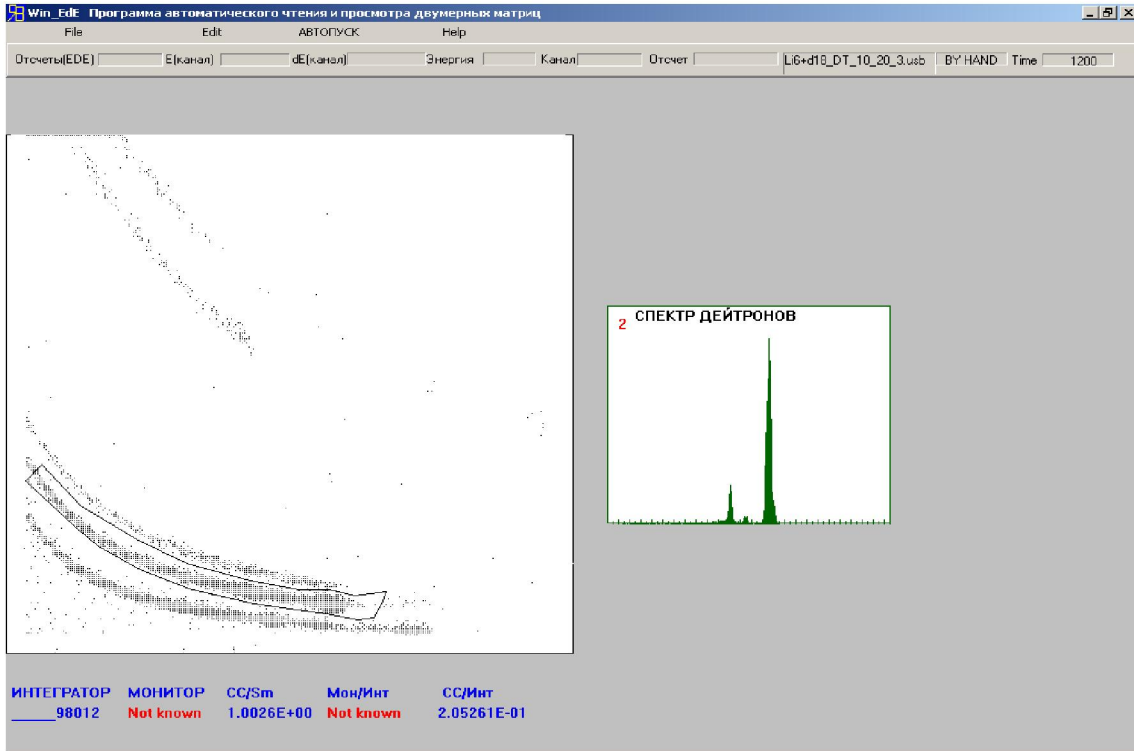 Win_EdE Программа автоматического чтения и просмотра двумерных матриц
File Edit АВТОПУСК Help
Отсчеты(EDE) E(канал) dE(канал) Энергия Канал Отсчет Li6+d18_DT_10_20_3.usb BY HAND Time 1200
2 СПЕКТР ДЕЙТРОНОВ
ИНТЕГРАТОР МОНИТОР CC/Sm Мон/Инт СС/Инт
_____98012 Not known 1.0026E+00 Not known 2.05261E-01